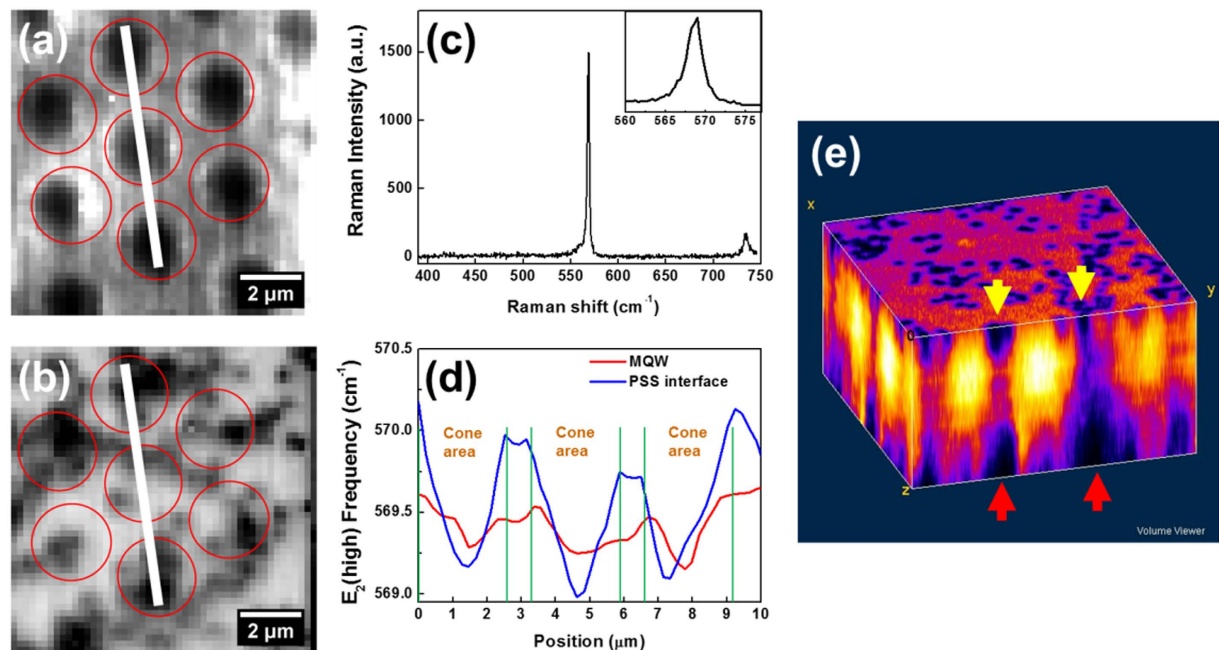 (a)
2 μm
(b)
2 μm
(c)
Raman Intensity (a.u.)
1500
1000
500
0
400 450 500 550 600 650 700 750
Raman shift (cm⁻¹)
560 565 570 575
(d)
E₂(high) Frequency (cm⁻¹)
570.5
570.0
569.5
569.0
MQW
PSS interface
Cone area
Cone area
Cone area
0 1 2 3 4 5 6 7 8 9 10
Position (μm)
(e)
x
y
0
z
Volume Viewer